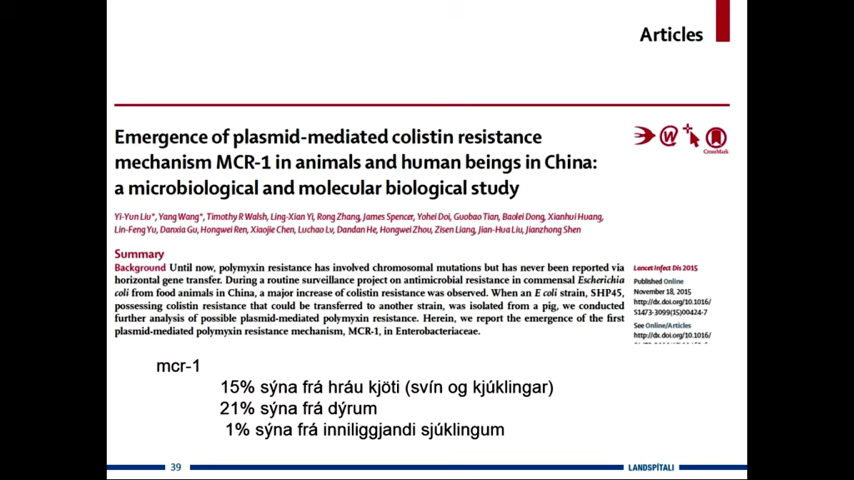 Articles
Emergence of plasmid-mediated colistin resistance
mechanism MCR-1 in animals and human beings in China:
a microbiological and molecular biological study
CrossMark
Yi-Yun Liu*, Yang Wang*, Timothy R Walsh, Ling-Xian Yi, Rong Zhang, James Spencer, Yohei Doi, Guobao Tian, Baolei Dong, Xianhui Huang,
Lin-Feng Yu, Danxia Gu, Hongwei Ren, Xiaojie Chen, Luchao Lv, Dandan He, Hongwei Zhou, Zisen Liang, Jian-Hua Liu, Jianzhong Shen
Summary
Background Until now, polymyxin resistance has involved chromosomal mutations but has never been reported via
horizontal gene transfer. During a routine surveillance project on antimicrobial resistance in commensal Escherichia
coli from food animals in China, a major increase of colistin resistance was observed. When an E coli strain, SHP45,
possessing colistin resistance that could be transferred to another strain, was isolated from a pig, we conducted
further analysis of possible plasmid-mediated polymyxin resistance. Herein, we report the emergence of the first
plasmid-mediated polymyxin resistance mechanism, MCR-1, in Enterobacteriaceae.
Lancet Infect Dis 2015
Published Online
November 18, 2015
http://dx.doi.org/10.1016/
S1473-3099(15)00424-7
See Online/Articles
http://dx.doi.org/10.1016/
mcr-1
15% sýna frá hráu kjöti (svín og kjúklingar)
21% sýna frá dýrum
1% sýna frá inniliggjandi sjúklingum
39
LANDSPÍTALI